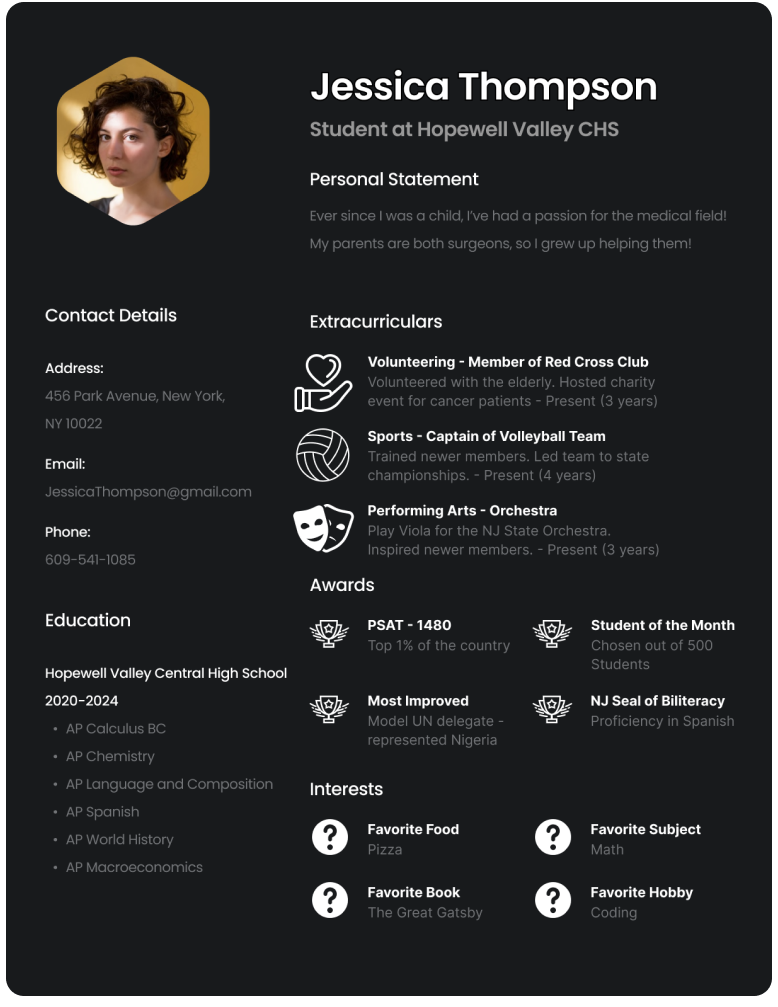 Jessica Thompson
Student at Hopewell Valley CHS
Personal Statement
Ever since I was a child, I've had a passion for the medical field!
My parents are both surgeons, so I grew up helping them!
Contact Details
Address:
456 Park Avenue, New York,
NY 10022
Email:
JessicaThompson@gmail.com
Phone:
609-541-1085
Education
Hopewell Valley Central High School
2020-2024
• AP Calculus BC
• AP Chemistry
• AP Language and Composition
• AP Spanish
• AP World History
• AP Macroeconomics
Extracurriculars
Volunteering - Member of Red Cross Club
Volunteered with the elderly. Hosted charity
event for cancer patients - Present (3 years)
Sports - Captain of Volleyball Team
Trained newer members. Led team to state
championships. - Present (4 years)
Performing Arts - Orchestra
Play Viola for the NJ State Orchestra.
Inspired newer members. - Present (3 years)
Awards
PSAT - 1480
Top 1% of the country
Student of the Month
Chosen out of 500
Students
Most Improved
Model UN delegate -
represented Nigeria
NJ Seal of Biliteracy
Proficiency in Spanish
Interests
Favorite Food
Pizza
Favorite Subject
Math
Favorite Book
The Great Gatsby
Favorite Hobby
Coding